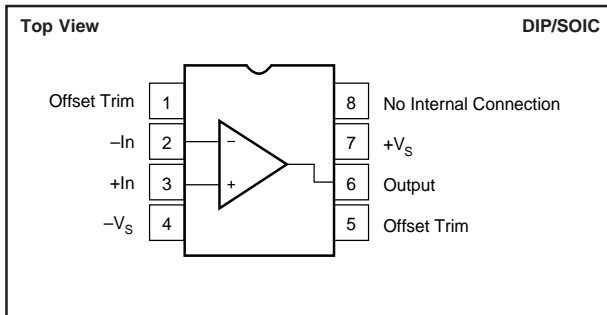 Top View DIP/SOIC
Offset Trim 1 8 No Internal Connection
–In 2 – 7 +VS
+In 3 + 6 Output
–VS 4 5 Offset Trim